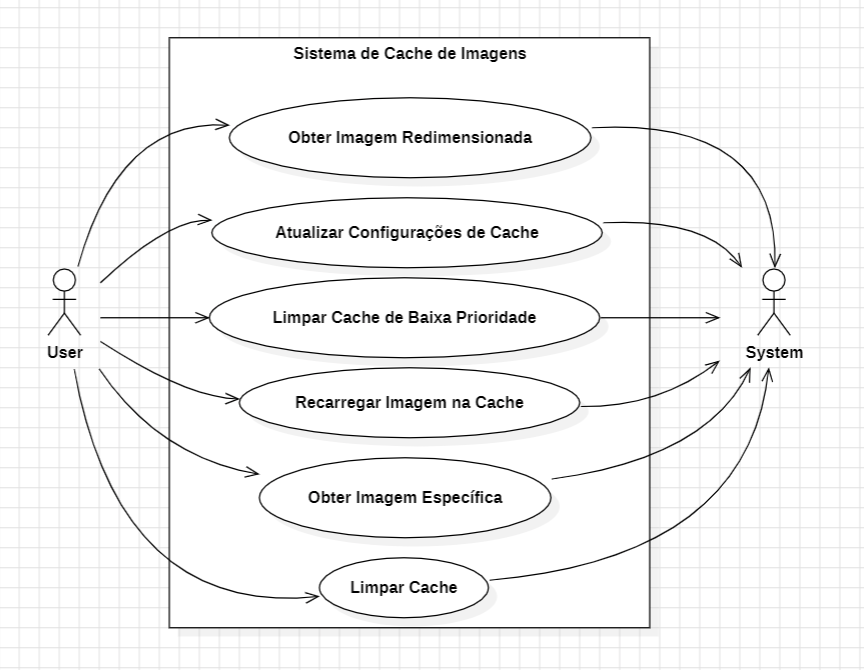 Sistema de Cache de Imagens
Obter Imagem Redimensionada
Atualizar Configurações de Cache
Limpar Cache de Baixa Prioridade
User
System
Recarregar Imagem na Cache
Obter Imagem Específica
Limpar Cache